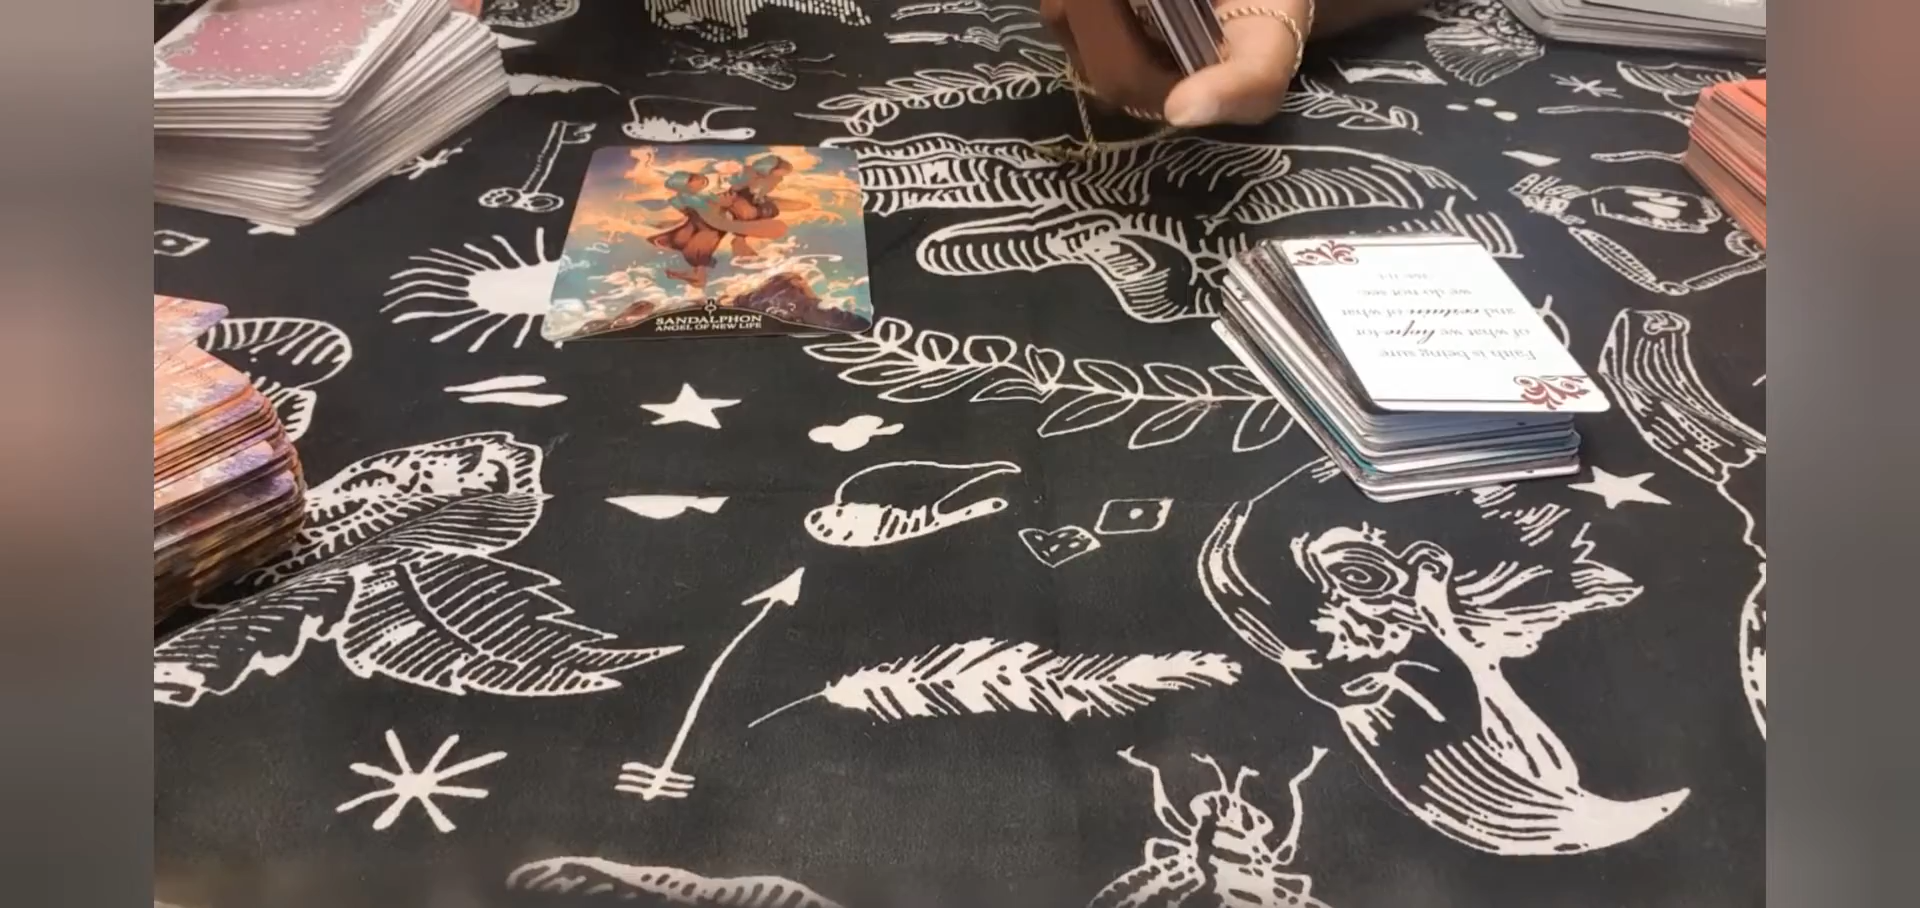 SANDALPHON
ANGEL OF NEW LIFE
Faith is being sure
of what we hope for
and certain of what
we do not see.